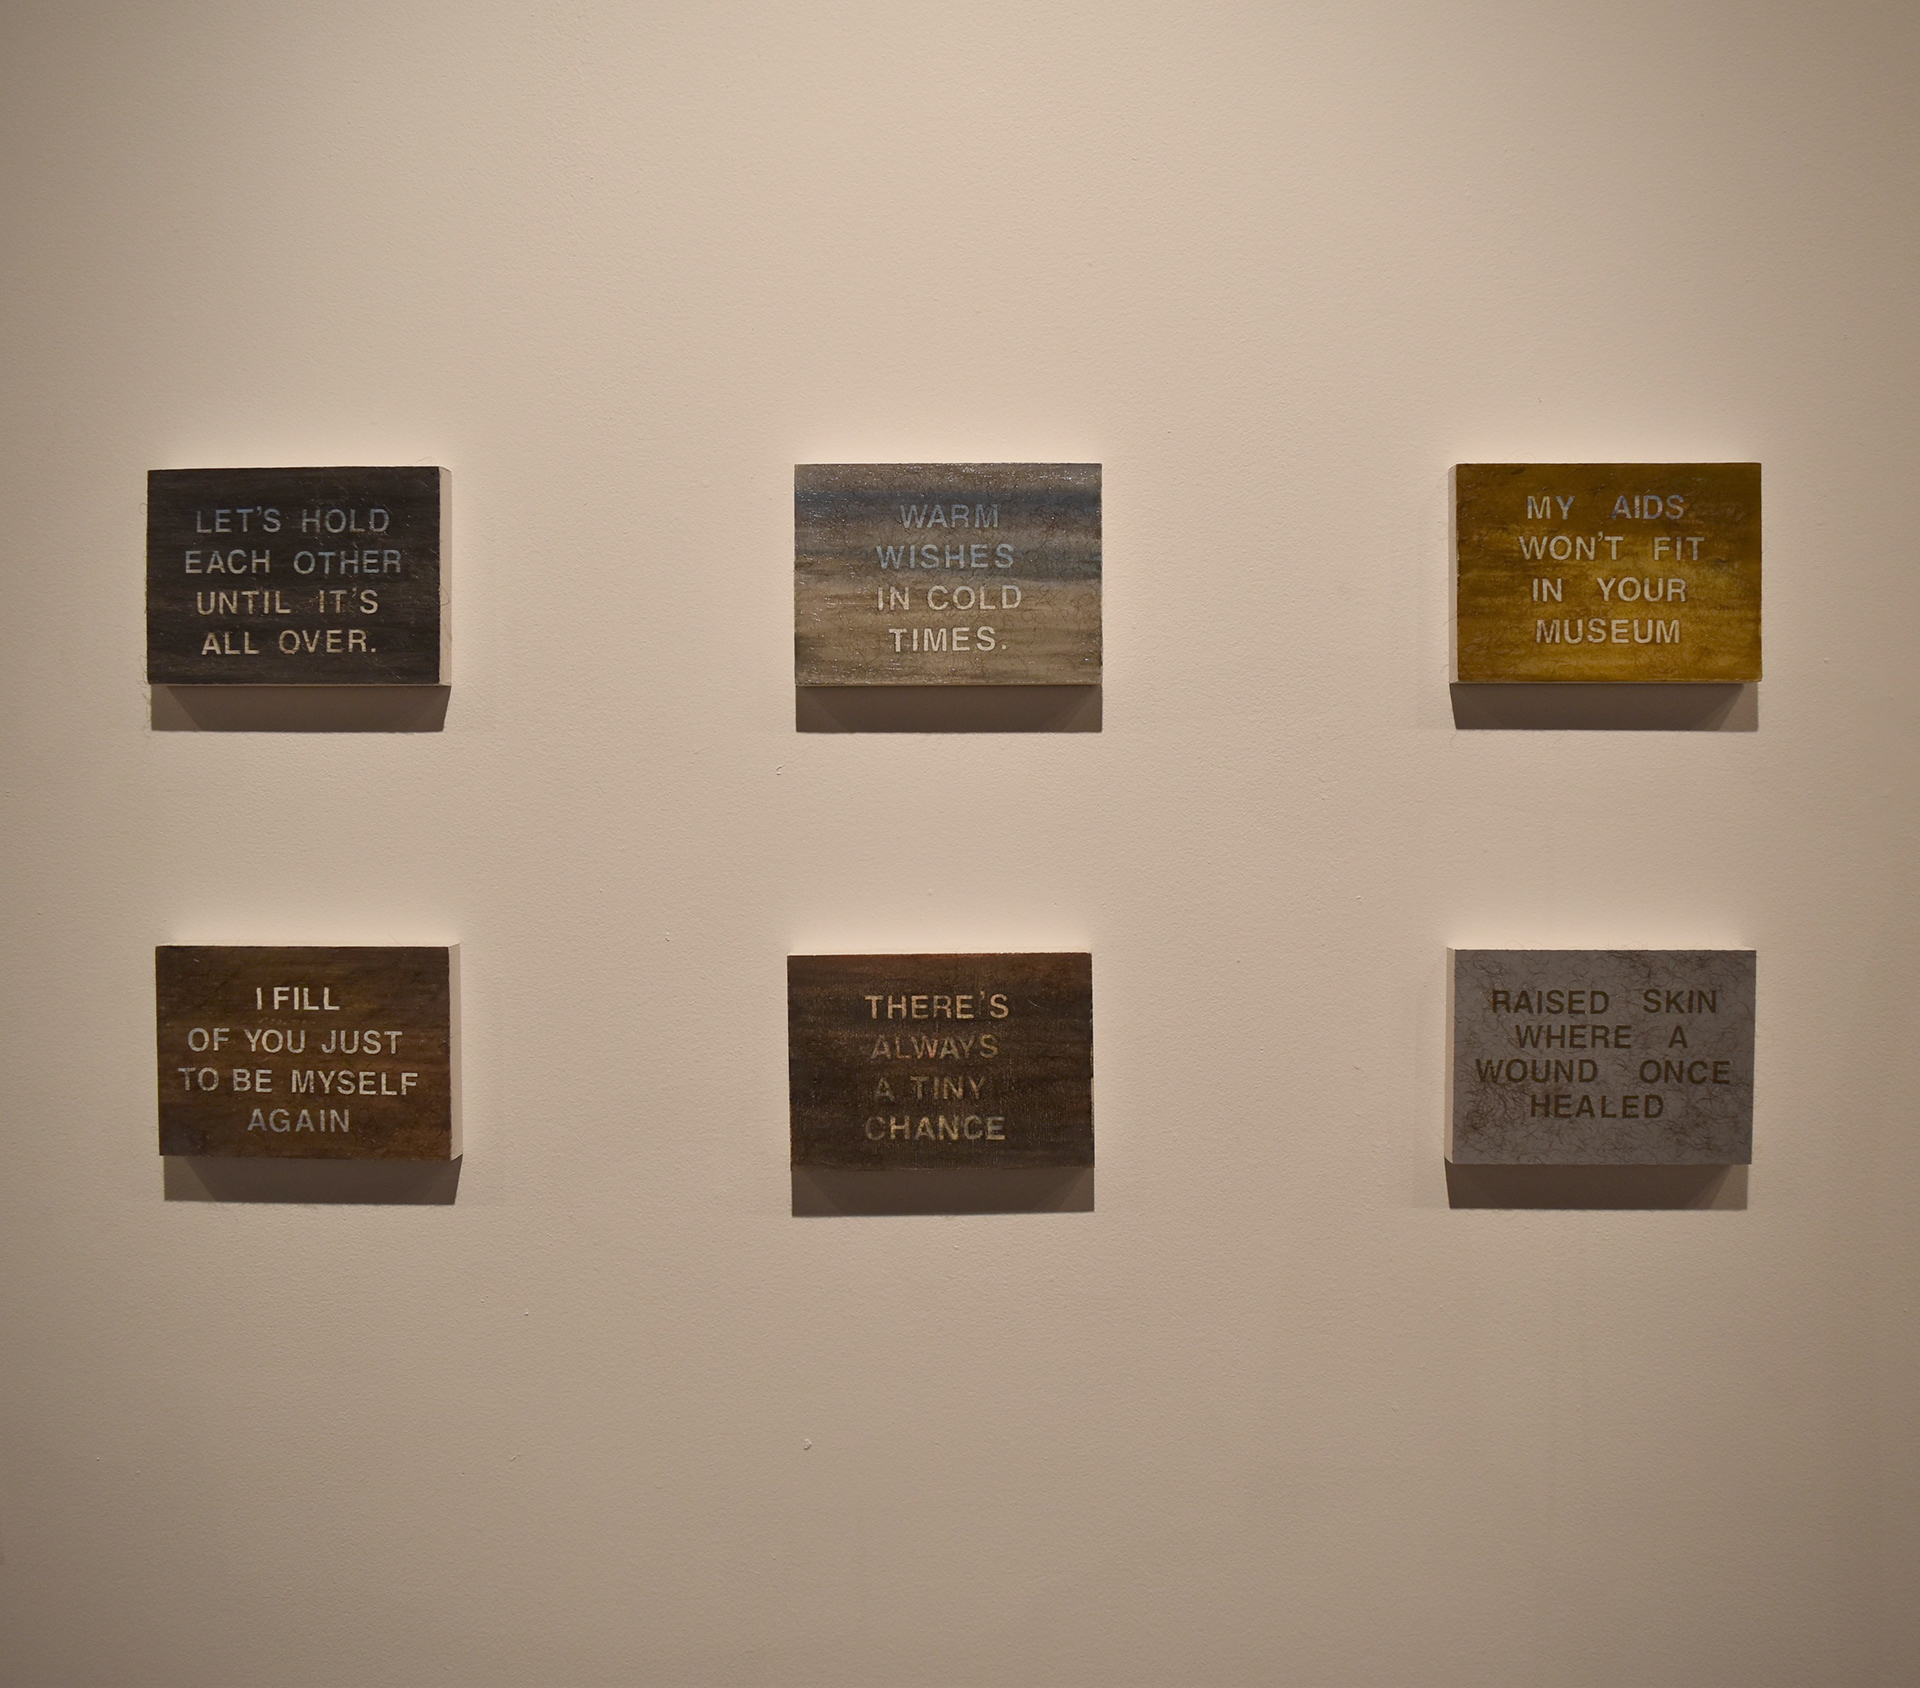 LET'S HOLD
EACH OTHER
UNTIL IT'S
ALL OVER.
WARM
WISHES
IN COLD
TIMES.
MY AIDS
WON'T FIT
IN YOUR
MUSEUM
I FILL
OF YOU JUST
TO BE MYSELF
AGAIN
THERE'S
ALWAYS
A TINY
CHANCE
RAISED SKIN
WHERE A
WOUND ONCE
HEALED